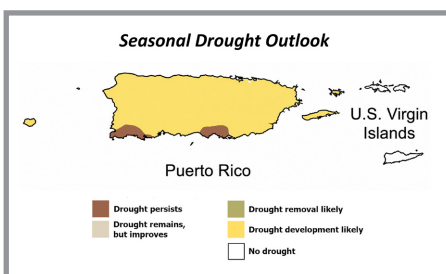 Seasonal Drought Outlook
U.S. Virgin
Islands
Puerto Rico
Drought persists
Drought remains,
but improves
Drought removal likely
Drought development likely
No drought